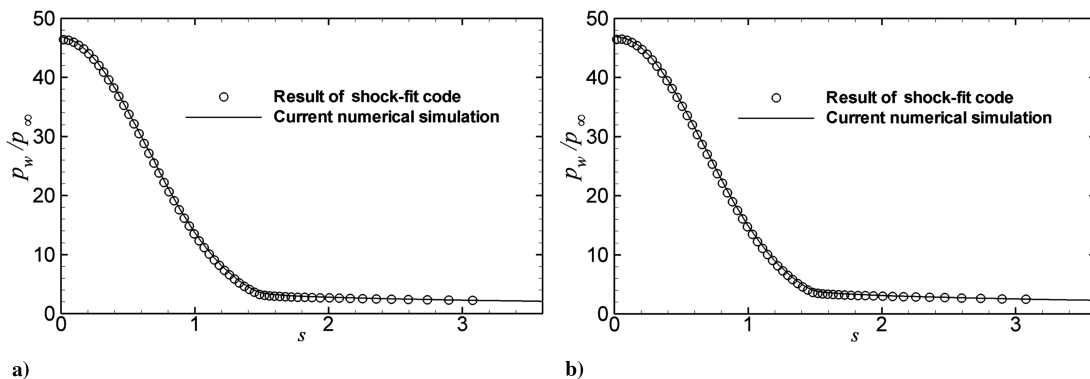 50
40
30
20
10
0
p_w/p_∞
Result of shock-fit code
Current numerical simulation
0 1 2 3
s
a)
50
40
30
20
10
0
p_w/p_∞
Result of shock-fit code
Current numerical simulation
0 1 2 3
s
b)